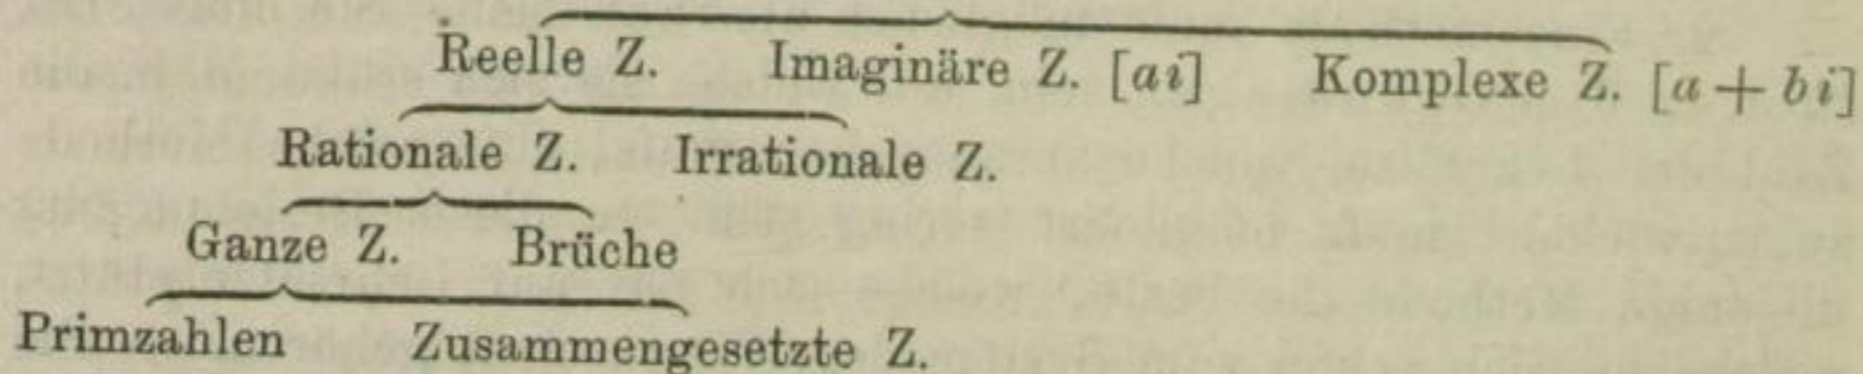 Reelle Z. Imaginäre Z. [ai] Komplexe Z. [a + bi]
Rationale Z. Irrationale Z.
Ganze Z. Brüche
Primzahlen Zusammengesetzte Z.